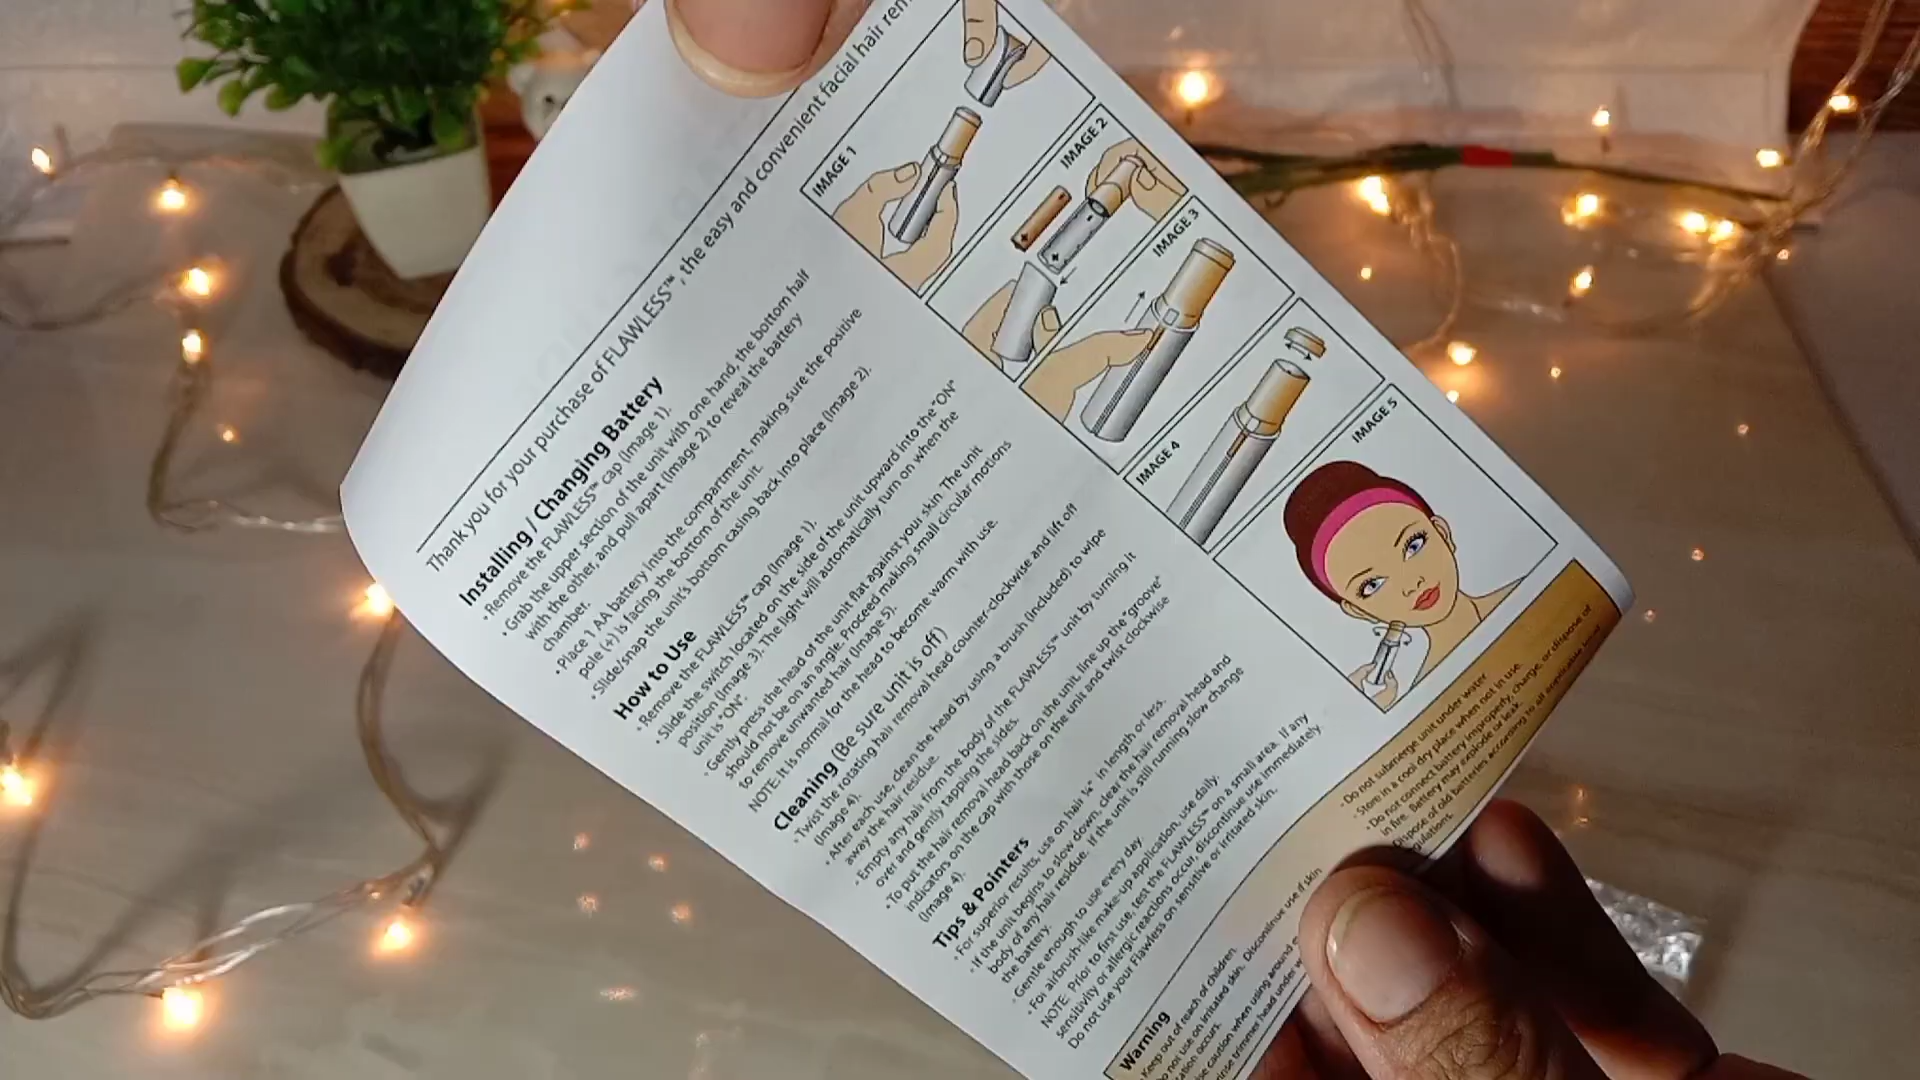 Thank you for your purchase of FLAWLESS™, the easy and convenient facial hair
Installing / Changing Battery
• Remove the FLAWLESS™ cap (Image 1).
• Grab the upper section of the unit with one hand, the bottom half
with the other, and pull apart (Image 2) to reveal the battery
chamber.
• Place 1 AA battery into the compartment, making sure the positive
pole (+) is facing the bottom of the unit.
• Slide/snap the unit's bottom casing back into place (Image 2).
How to Use
• Remove the FLAWLESS™ cap (Image 1).
• Slide the switch located on the side of the unit upward into the "ON"
position (Image 3). The light will automatically turn on when the
unit is "ON".
• Gently press the head of the unit flat against your skin. The unit
should not be on an angle. Proceed making small circular motions
to remove unwanted hair (Image 5).
NOTE: It is normal for the head to become warm with use.
Cleaning (Be sure unit is off)
• Twist the rotating hair removal head counter-clockwise and lift off
(Image 4).
• After each use, clean the head by using a brush (included) to wipe
away the hair residue.
• Empty any hair from the body of the FLAWLESS™ unit by turning it
over and gently tapping the sides.
• To put the hair removal head back on the unit, line up the "groove"
indicators on the cap with those on the unit and twist clockwise
(Image 4).
Tips & Pointers
• For superior results, use on hair ¼" in length or less.
• If the unit begins to slow down, clear the hair removal head and
body of any hair residue. If the unit is still running slow change
the battery.
• Gentle enough to use every day.
• For airbrush-like make-up application, use daily.
NOTE: Prior to first use, test the FLAWLESS™ on a small area. If any
sensitivity or allergic reactions occur, discontinue use immediately.
Do not use your Flawless on sensitive or irritated skin.
IMAGE 1
IMAGE 2
IMAGE 3
IMAGE 4
IMAGE 5
Warning
• Keep out of reach of children.
not use on irritated skin. Discontinue use if skin
occurs.
caution when using around
trimmer head under
• Do not submerge unit under water
• Store in a cool dry place when not in use.
• Do not connect battery improperly, charge, or dispose of
in fire. Battery may explode or leak.
Dispose of old batteries according to all applicable